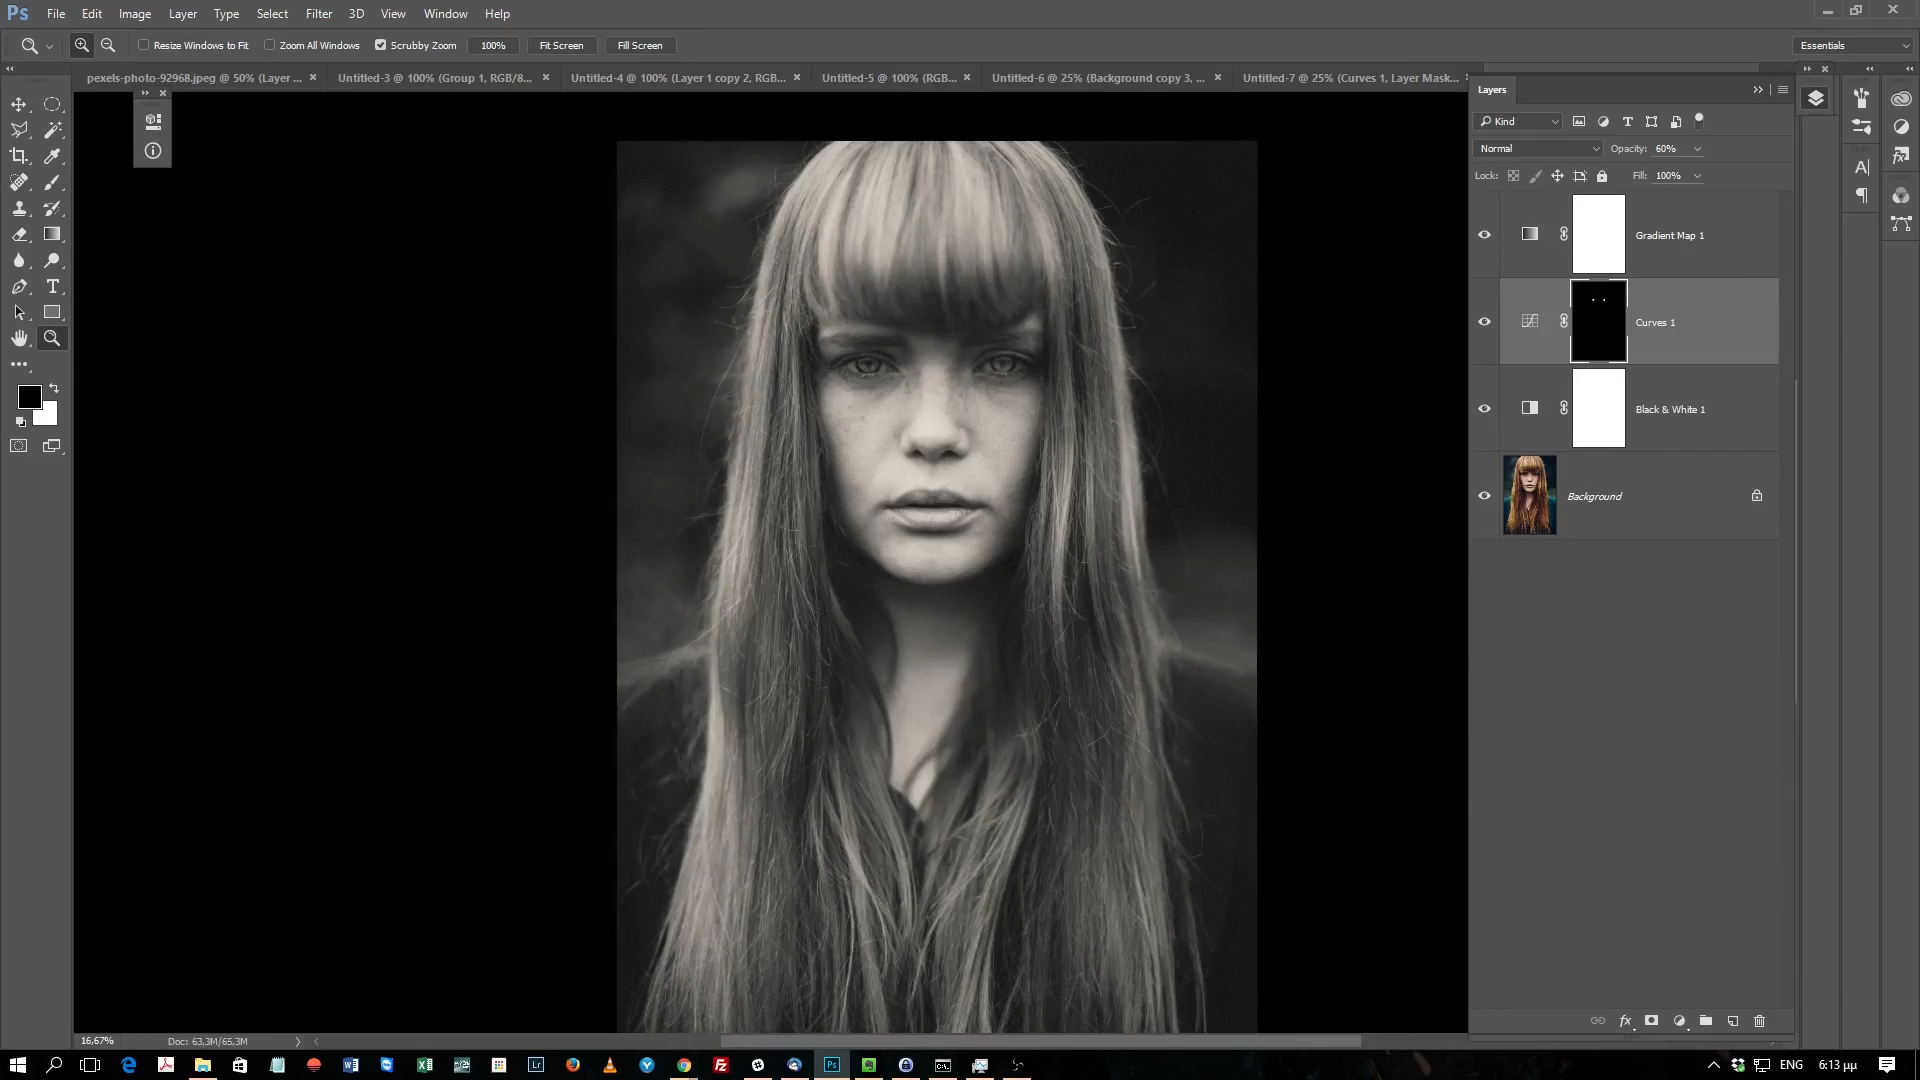 Ps File Edit Image Layer Type Select Filter 3D View Window Help
Resize Windows to Fit Zoom All Windows Scrubby Zoom 100% Fit Screen Fill Screen Essentials
pexels-photo-92968.jpeg @ 50% (Layer ... Untitled-3 @ 100% (Group 1, RGB/8... Untitled-4 @ 100% (Layer 1 copy 2, RGB... Untitled-5 @ 100% (RGB... Untitled-6 @ 25% (Background copy 3, ... Untitled-7 @ 25% (Curves 1, Layer Mask...
Layers
Kind
Normal Opacity: 60%
Lock: Fill: 100%
Gradient Map 1
Curves 1
Black & White 1
Background
16,67% Doc: 63,3M/65,3M
ENG 6:13 μμ